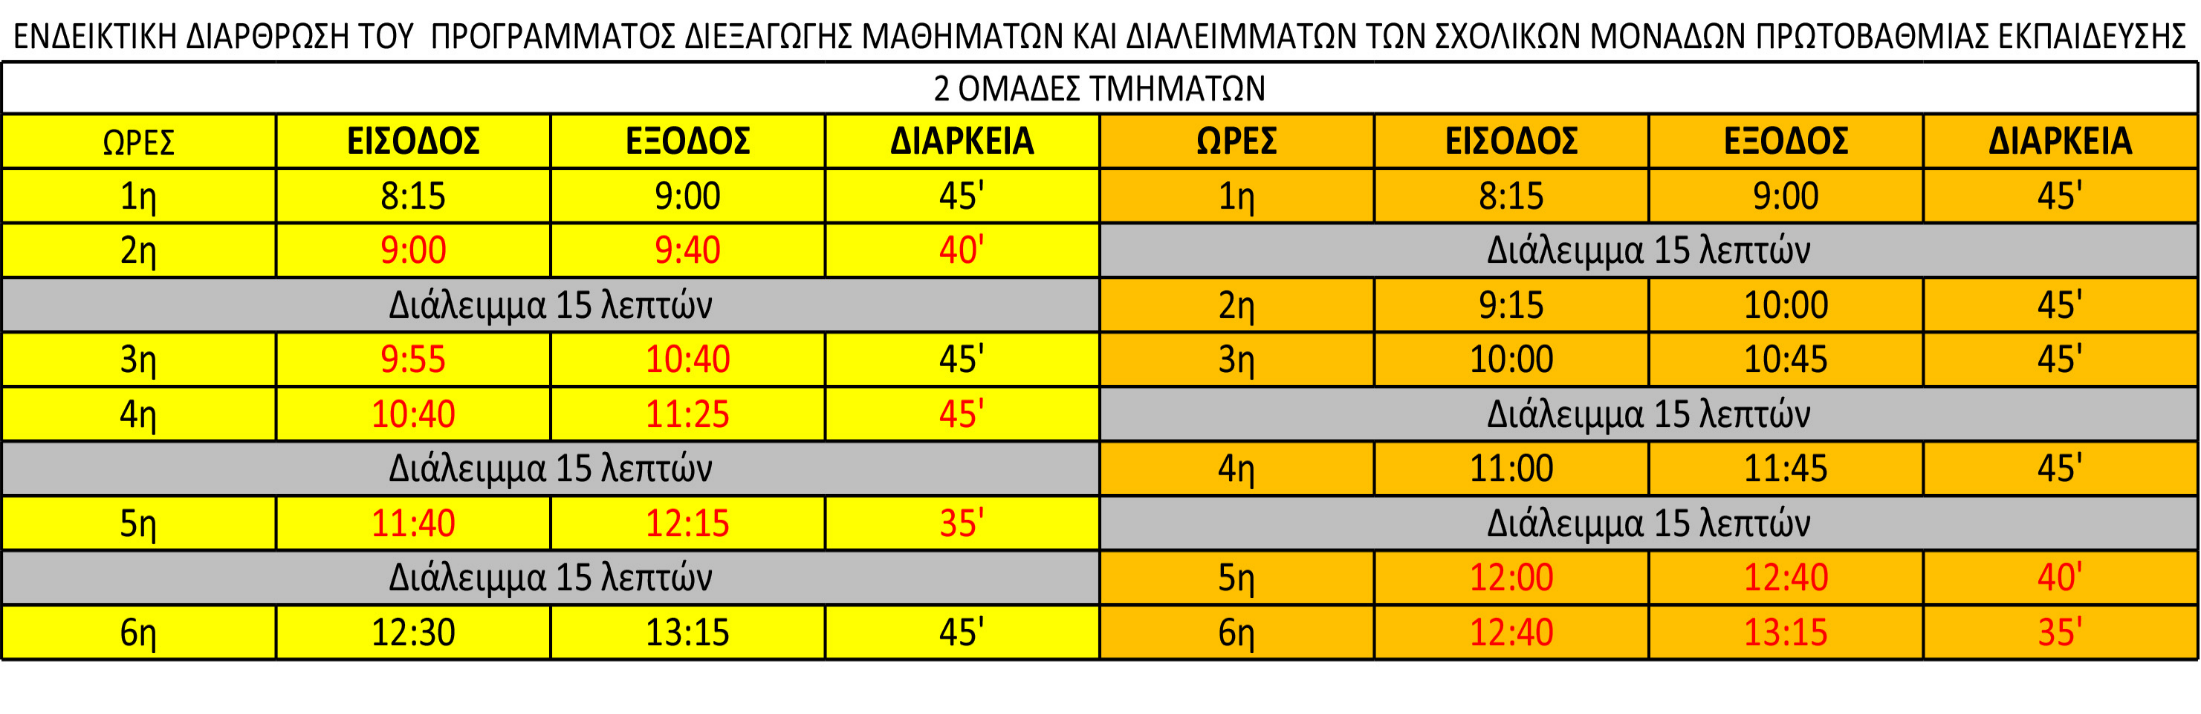 ΕΝΔΕΙΚΤΙΚΗ ΔΙΑΡΘΡΩΣΗ ΤΟΥ  ΠΡΟΓΡΑΜΜΑΤΟΣ ΔΙΕΞΑΓΩΓΗΣ ΜΑΘΗΜΑΤΩΝ ΚΑΙ ΔΙΑΛΕΙΜΜΑΤΩΝ ΤΩΝ ΣΧΟΛΙΚΩΝ ΜΟΝΑΔΩΝ ΠΡΩΤΟΒΑΘΜΙΑΣ ΕΚΠΑΙΔΕΥΣΗΣ
2 ΟΜΑΔΕΣ ΤΜΗΜΑΤΩΝ
ΩΡΕΣ ΕΙΣΟΔΟΣ ΕΞΟΔΟΣ ΔΙΑΡΚΕΙΑ ΩΡΕΣ ΕΙΣΟΔΟΣ ΕΞΟΔΟΣ ΔΙΑΡΚΕΙΑ
1η 8:15 9:00 45' 1η 8:15 9:00 45'
2η 9:00 9:40 40' Διάλειμμα 15 λεπτών
Διάλειμμα 15 λεπτών 2η 9:15 10:00 45'
3η 9:55 10:40 45' 3η 10:00 10:45 45'
4η 10:40 11:25 45' Διάλειμμα 15 λεπτών
Διάλειμμα 15 λεπτών 4η 11:00 11:45 45'
5η 11:40 12:15 35' Διάλειμμα 15 λεπτών
Διάλειμμα 15 λεπτών 5η 12:00 12:40 40'
6η 12:30 13:15 45' 6η 12:40 13:15 35'